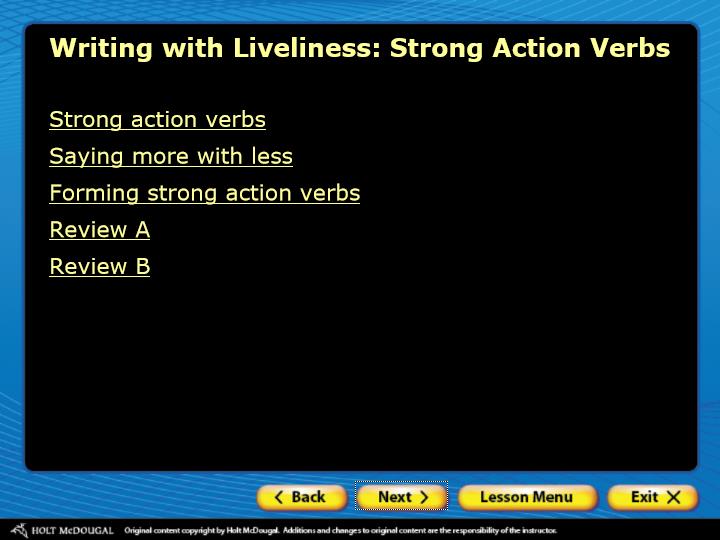 Writing with Liveliness: Strong Action Verbs
Strong action verbs
Saying more with less
Forming strong action verbs
Review A
Review B
Back
Next
Lesson Menu
Exit
HOLT MCDOUGAL
Original content copyright by Holt McDougal. Additions and changes to original content are the responsibility of the instructor.